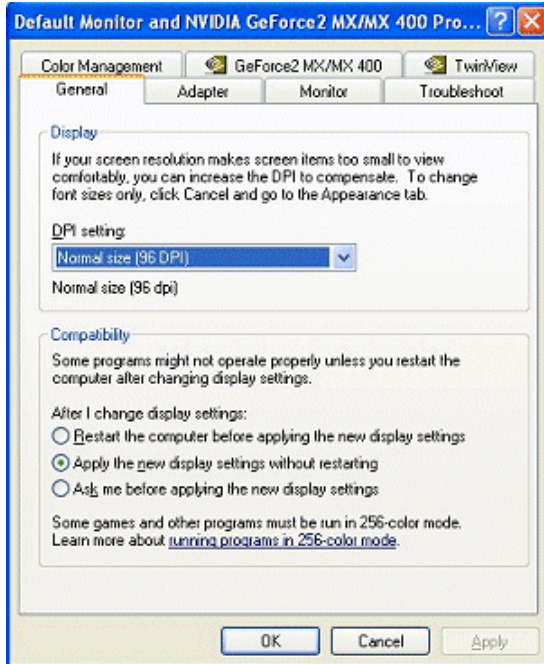 Default Monitor and NVIDIA GeForce2 MX/MX 400 Pro... ?
Color Management GeForce2 MX/MX 400 TwinView
General Adapter Monitor Troubleshoot
Display
If your screen resolution makes screen items too small to view
comfortably, you can increase the DPI to compensate. To change
font sizes only, click Cancel and go to the Appearance tab.
DPI setting:
Normal size (96 DPI)
Normal size (96 dpi)
Compatibility
Some programs might not operate properly unless you restart the
computer after changing display settings.
After I change display settings:
Restart the computer before applying the new display settings
Apply the new display settings without restarting
Ask me before applying the new display settings
Some games and other programs must be run in 256-color mode.
Learn more about running programs in 256-color mode.
OK Cancel Apply